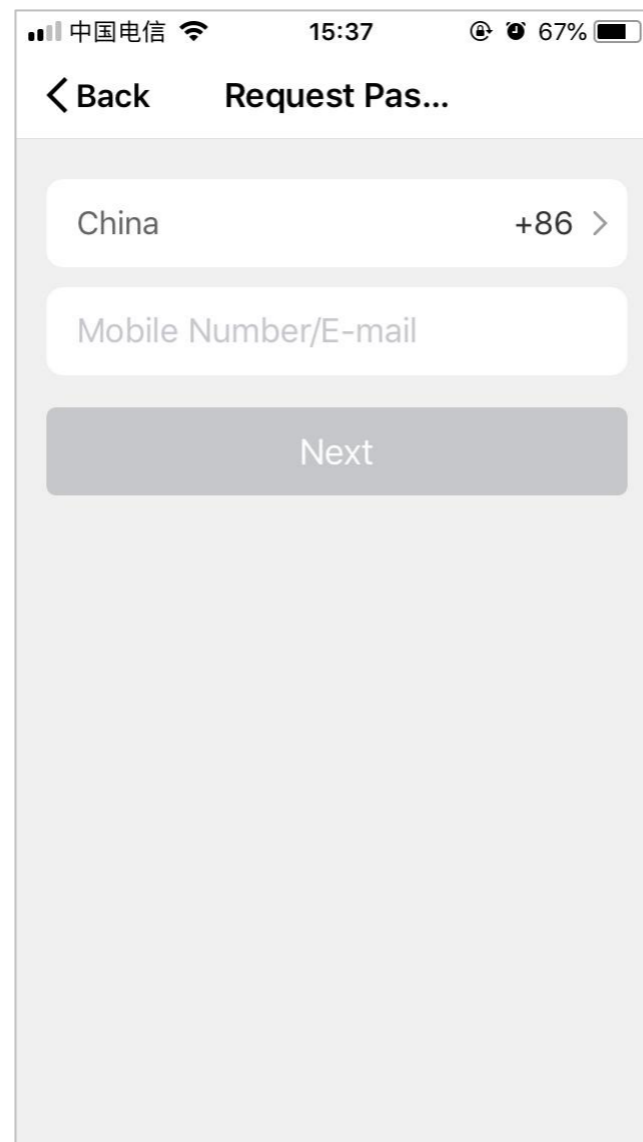 中国电信 15:37 67%
Back Request Pas...
China +86
Mobile Number/E-mail
Next